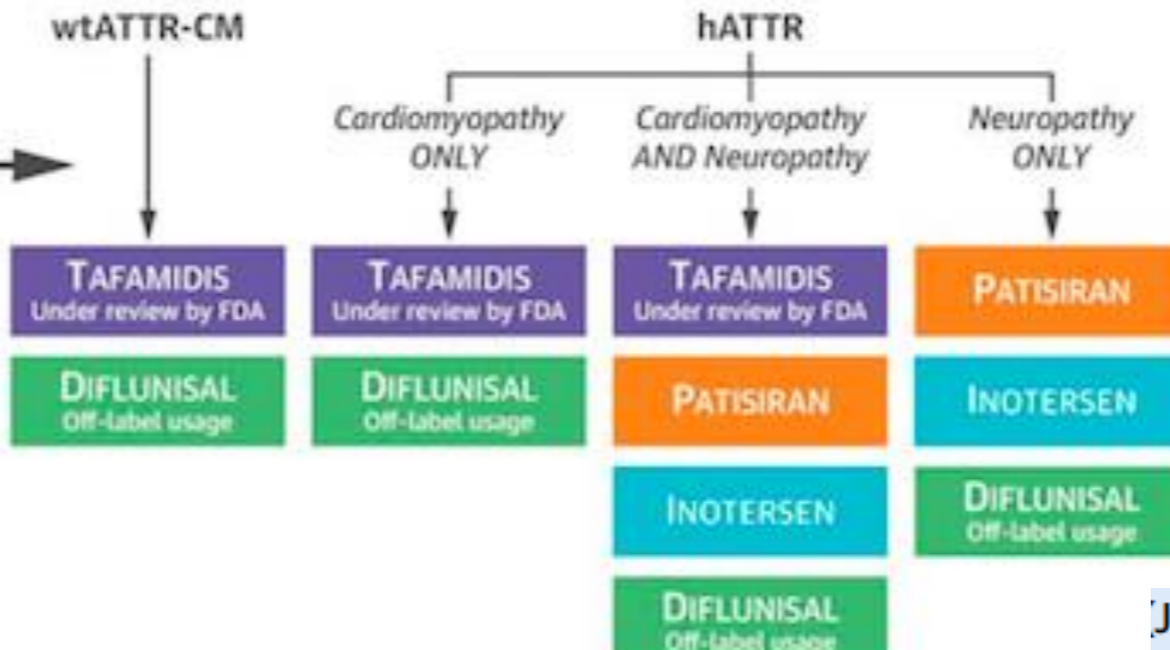 wtATTR-CM
hATTR
Cardiomyopathy
ONLY
Cardiomyopathy
AND Neuropathy
Neuropathy
ONLY
TAFAMIDIS
Under review by FDA
DIFLUNISAL
Off-label usage
TAFAMIDIS
Under review by FDA
DIFLUNISAL
Off-label usage
TAFAMIDIS
Under review by FDA
PATISIRAN
INOTERSEN
DIFLUNISAL
Off-label usage
PATISIRAN
INOTERSEN
DIFLUNISAL
Off-label usage
(J